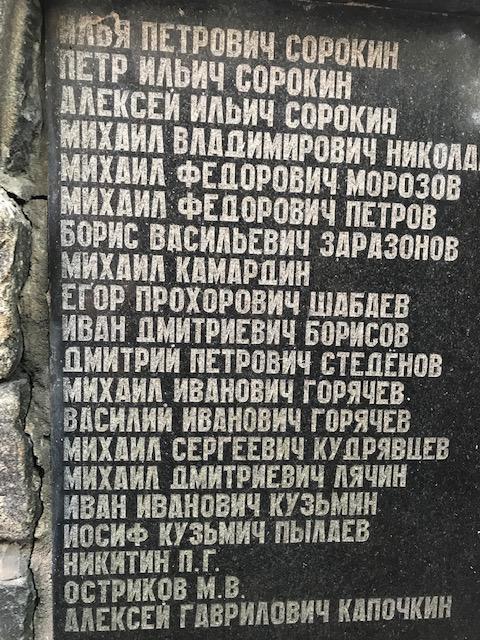 ИЛЬЯ ПЕТРОВИЧ СОРОКИН
ПЕТР ИЛЬИЧ СОРОКИН
АЛЕКСЕЙ ИЛЬИЧ СОРОКИН
МИХАИЛ ВЛАДИМИРОВИЧ НИКОЛА
МИХАИЛ ФЕДОРОВИЧ МОРОЗОВ
МИХАИЛ ФЕДОРОВИЧ ПЕТРОВ
БОРИС ВАСИЛЬЕВИЧ ЗАРАЗОНОВ
МИХАИЛ КАМАРДИН
ЕГОР ПРОХОРОВИЧ ШАБАЕВ
ИВАН ДМИТРИЕВИЧ БОРИСОВ
ДМИТРИЙ ПЕТРОВИЧ СТЕДЁНОВ
МИХАИЛ ИВАНОВИЧ ГОРЯЧЕВ
ВАСИЛИЙ ИВАНОВИЧ ГОРЯЧЕВ
МИХАИЛ СЕРГЕЕВИЧ КУДРЯВЦЕВ
МИХАИЛ ДМИТРИЕВИЧ ЛЯЧИН
ИВАН ИВАНОВИЧ КУЗЬМИН
ИОСИФ КУЗЬМИЧ ПЫЛАЕВ
НИКИТИН П.Г.
ОСТРИКОВ М.В.
АЛЕКСЕЙ ГАВРИЛОВИЧ КАПОЧКИН